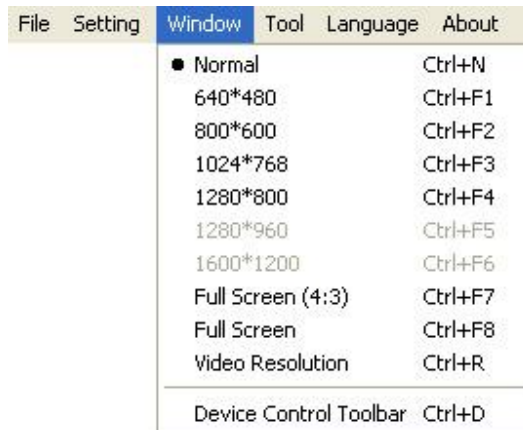 File Setting Window Tool Language About
Normal Ctrl+N
640*480 Ctrl+F1
800*600 Ctrl+F2
1024*768 Ctrl+F3
1280*800 Ctrl+F4
1280*960 Ctrl+F5
1600*1200 Ctrl+F6
Full Screen (4:3) Ctrl+F7
Full Screen Ctrl+F8
Video Resolution Ctrl+R
Device Control Toolbar Ctrl+D